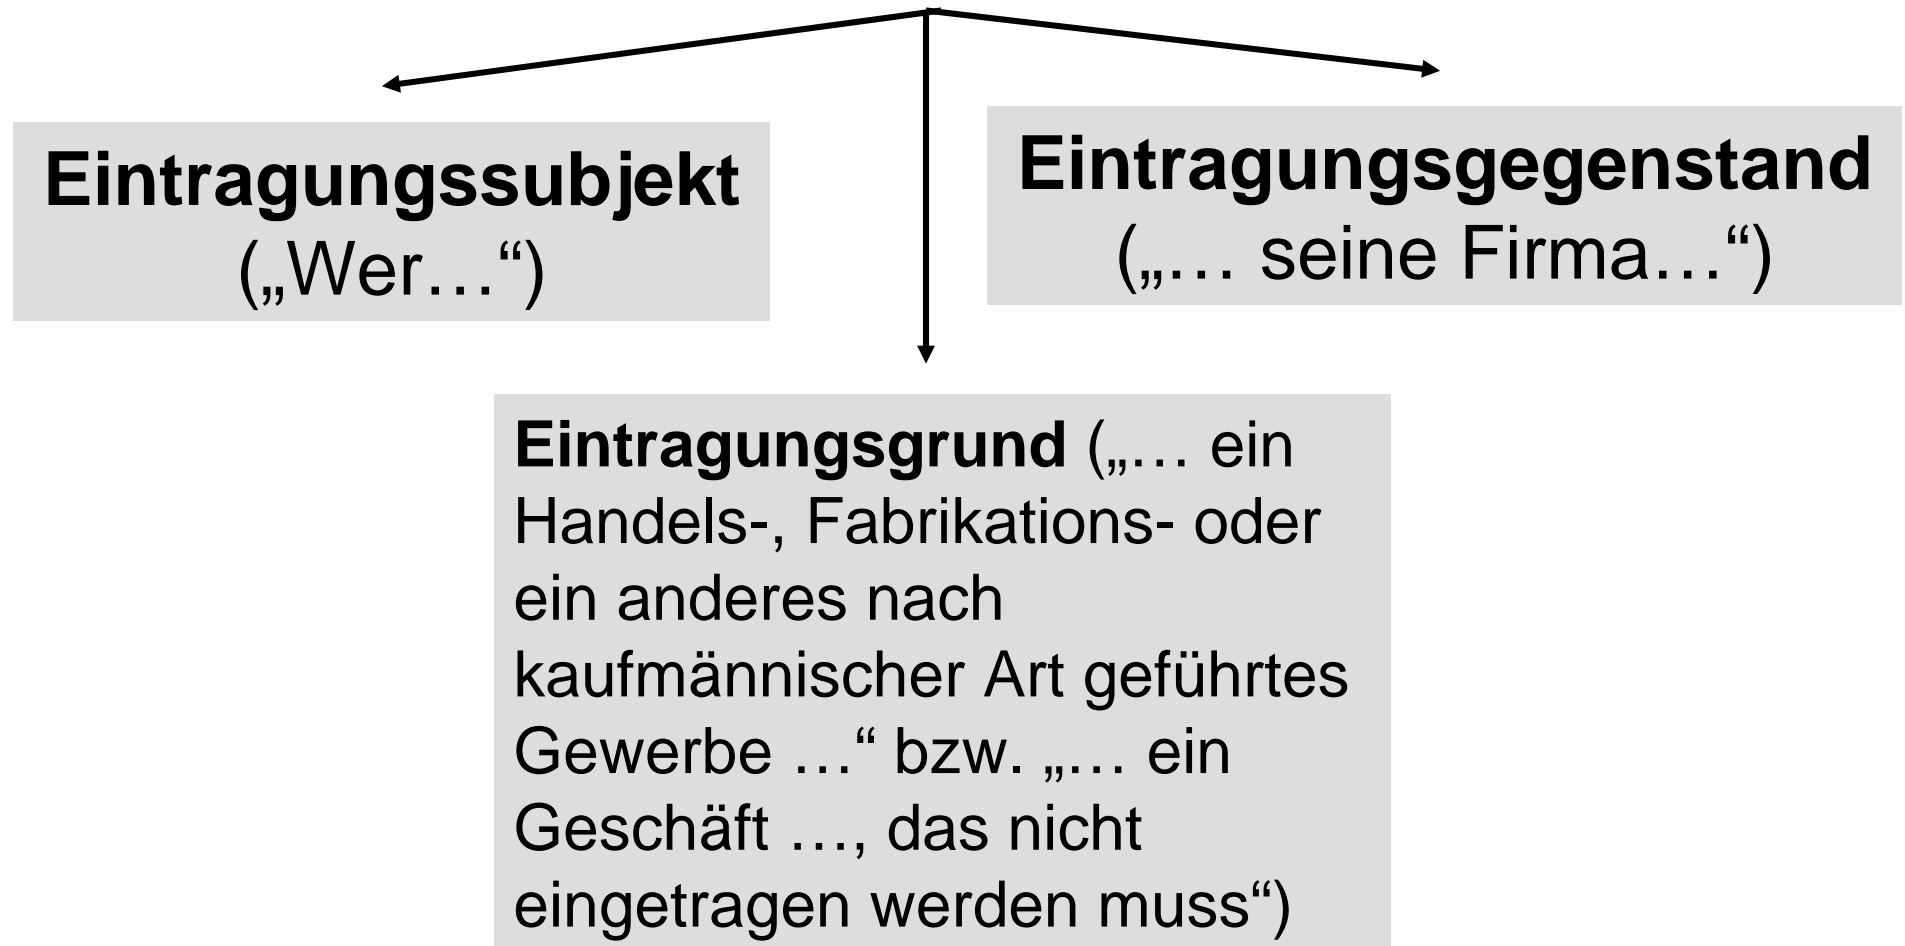 Eintragungssubjekt
(„Wer…“)
Eintragungsgegenstand
(„… seine Firma…“)
Eintragungsgrund („… ein
Handels-, Fabrikations- oder
ein anderes nach
kaufmännischer Art geführtes
Gewerbe …“ bzw. „… ein
Geschäft …, das nicht
eingetragen werden muss“)